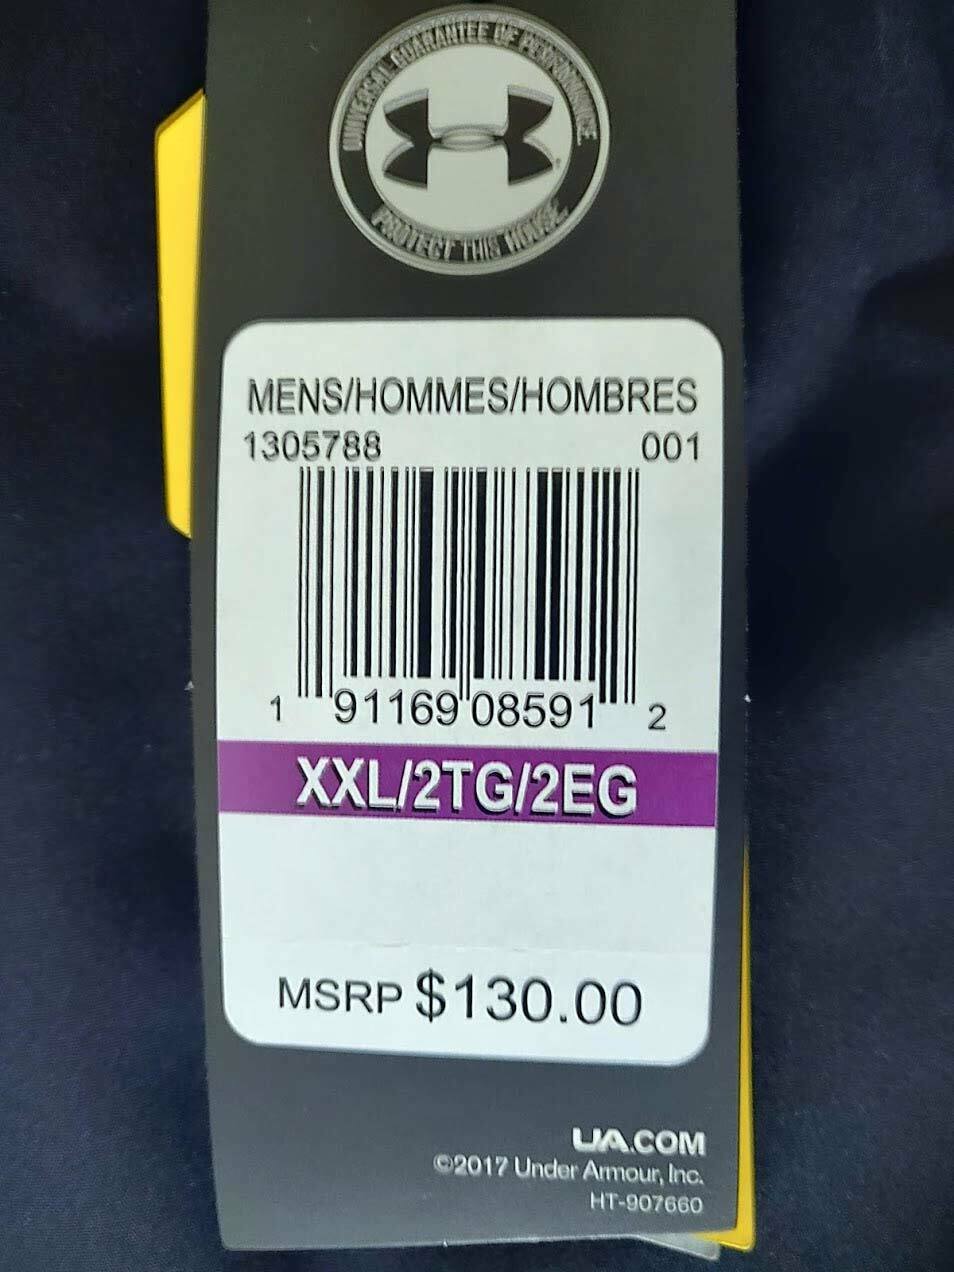 UNIVERSAL GUARANTEE OF PERFORMANCE
PROTECT THIS HOUSE
MENS/HOMMES/HOMBRES
1305788 001
1 91169 08591 2
XXL/2TG/2EG
MSRP $130.00
UA.COM
©2017 Under Armour, Inc.
HT-907660